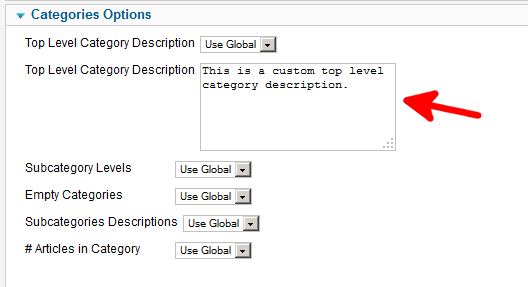 Categories Options
Top Level Category Description Use Global
Top Level Category Description This is a custom top level
category description.
Subcategory Levels Use Global
Empty Categories Use Global
Subcategories Descriptions Use Global
# Articles in Category Use Global